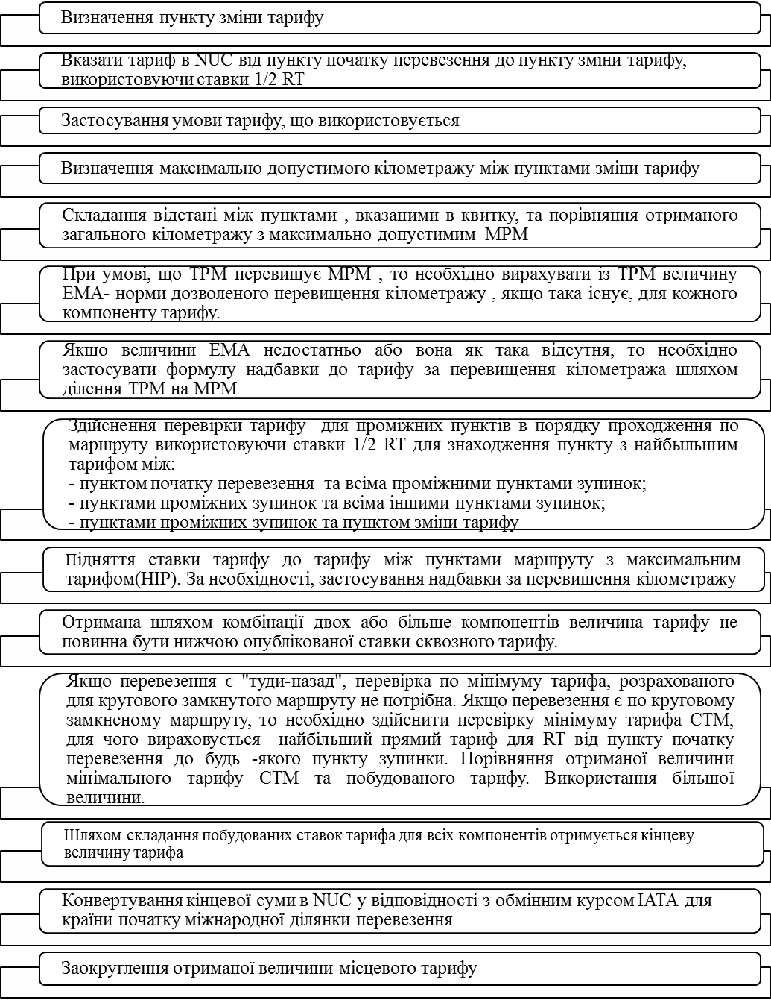 Визначення пункту зміни тарифу
Вказати тариф в NUC від пункту початку перевезення до пункту зміни тарифу,
використовуючи ставки 1/2 RT
Застосування умови тарифу, що використовується
Визначення максимально допустимого кілометражу між пунктами зміни тарифу
Складання відстані між пунктами , вказаними в квитку, та порівняння отриманого
загального кілометражу з максимально допустимим MPM
При умові, що TPM перевищує MPM , то необхідно вирахувати із TPM величину
EMA- норми дозволеного перевищення кілометражу , якщо така існує, для кожного
компоненту тарифу.
Якщо величини EMA недостатньо або вона як така відсутня, то необхідно
застосувати формулу надбавки до тарифу за перевищення кілометража шляхом
ділення TPM на MPM
Здійснення перевірки тарифу для проміжних пунктів в порядку проходження по
маршруту використовуючи ставки 1/2 RT для знаходження пункту з найбыльшим
тарифом між:
- пунктом початку перевезення та всіма проміжними пунктами зупинок;
- пунктами проміжних зупинок та всіма іншими пунктами зупинок;
- пунктами проміжних зупинок та пунктом зміни тарифу
Підняття ставки тарифу до тарифу між пунктами маршруту з максимальним
тарифом(HIP). За необхідності, застосування надбавки за перевищення кілометражу
Отримана шляхом комбінації двох або більше компонентів величина тарифу не
повинна бути нижчою опублікованої ставки сквозного тарифу.
Якщо перевезення є "туди-назад", перевірка по мінімуму тарифа, розрахованого
для кругового замкнутого маршруту не потрібна. Якщо перевезення є по круговому
замкненому маршруту, то необхідно здійснити перевірку мінімуму тарифа CTM,
для чого вираховується найбільший прямий тариф для RT від пункту початку
перевезення до будь -якого пункту зупинки. Порівняння отриманої величини
мінімального тарифу CTM та побудованого тарифу. Використання більшої
величини.
Шляхом складання побудованих ставок тарифа для всіх компонентів отримується кінцеву
величину тарифа
Конвертування кінцевої суми в NUC у відповідності з обмінним курсом IATA для
країни початку міжнародної ділянки перевезення
Заокруглення отриманої величини місцевого тарифу